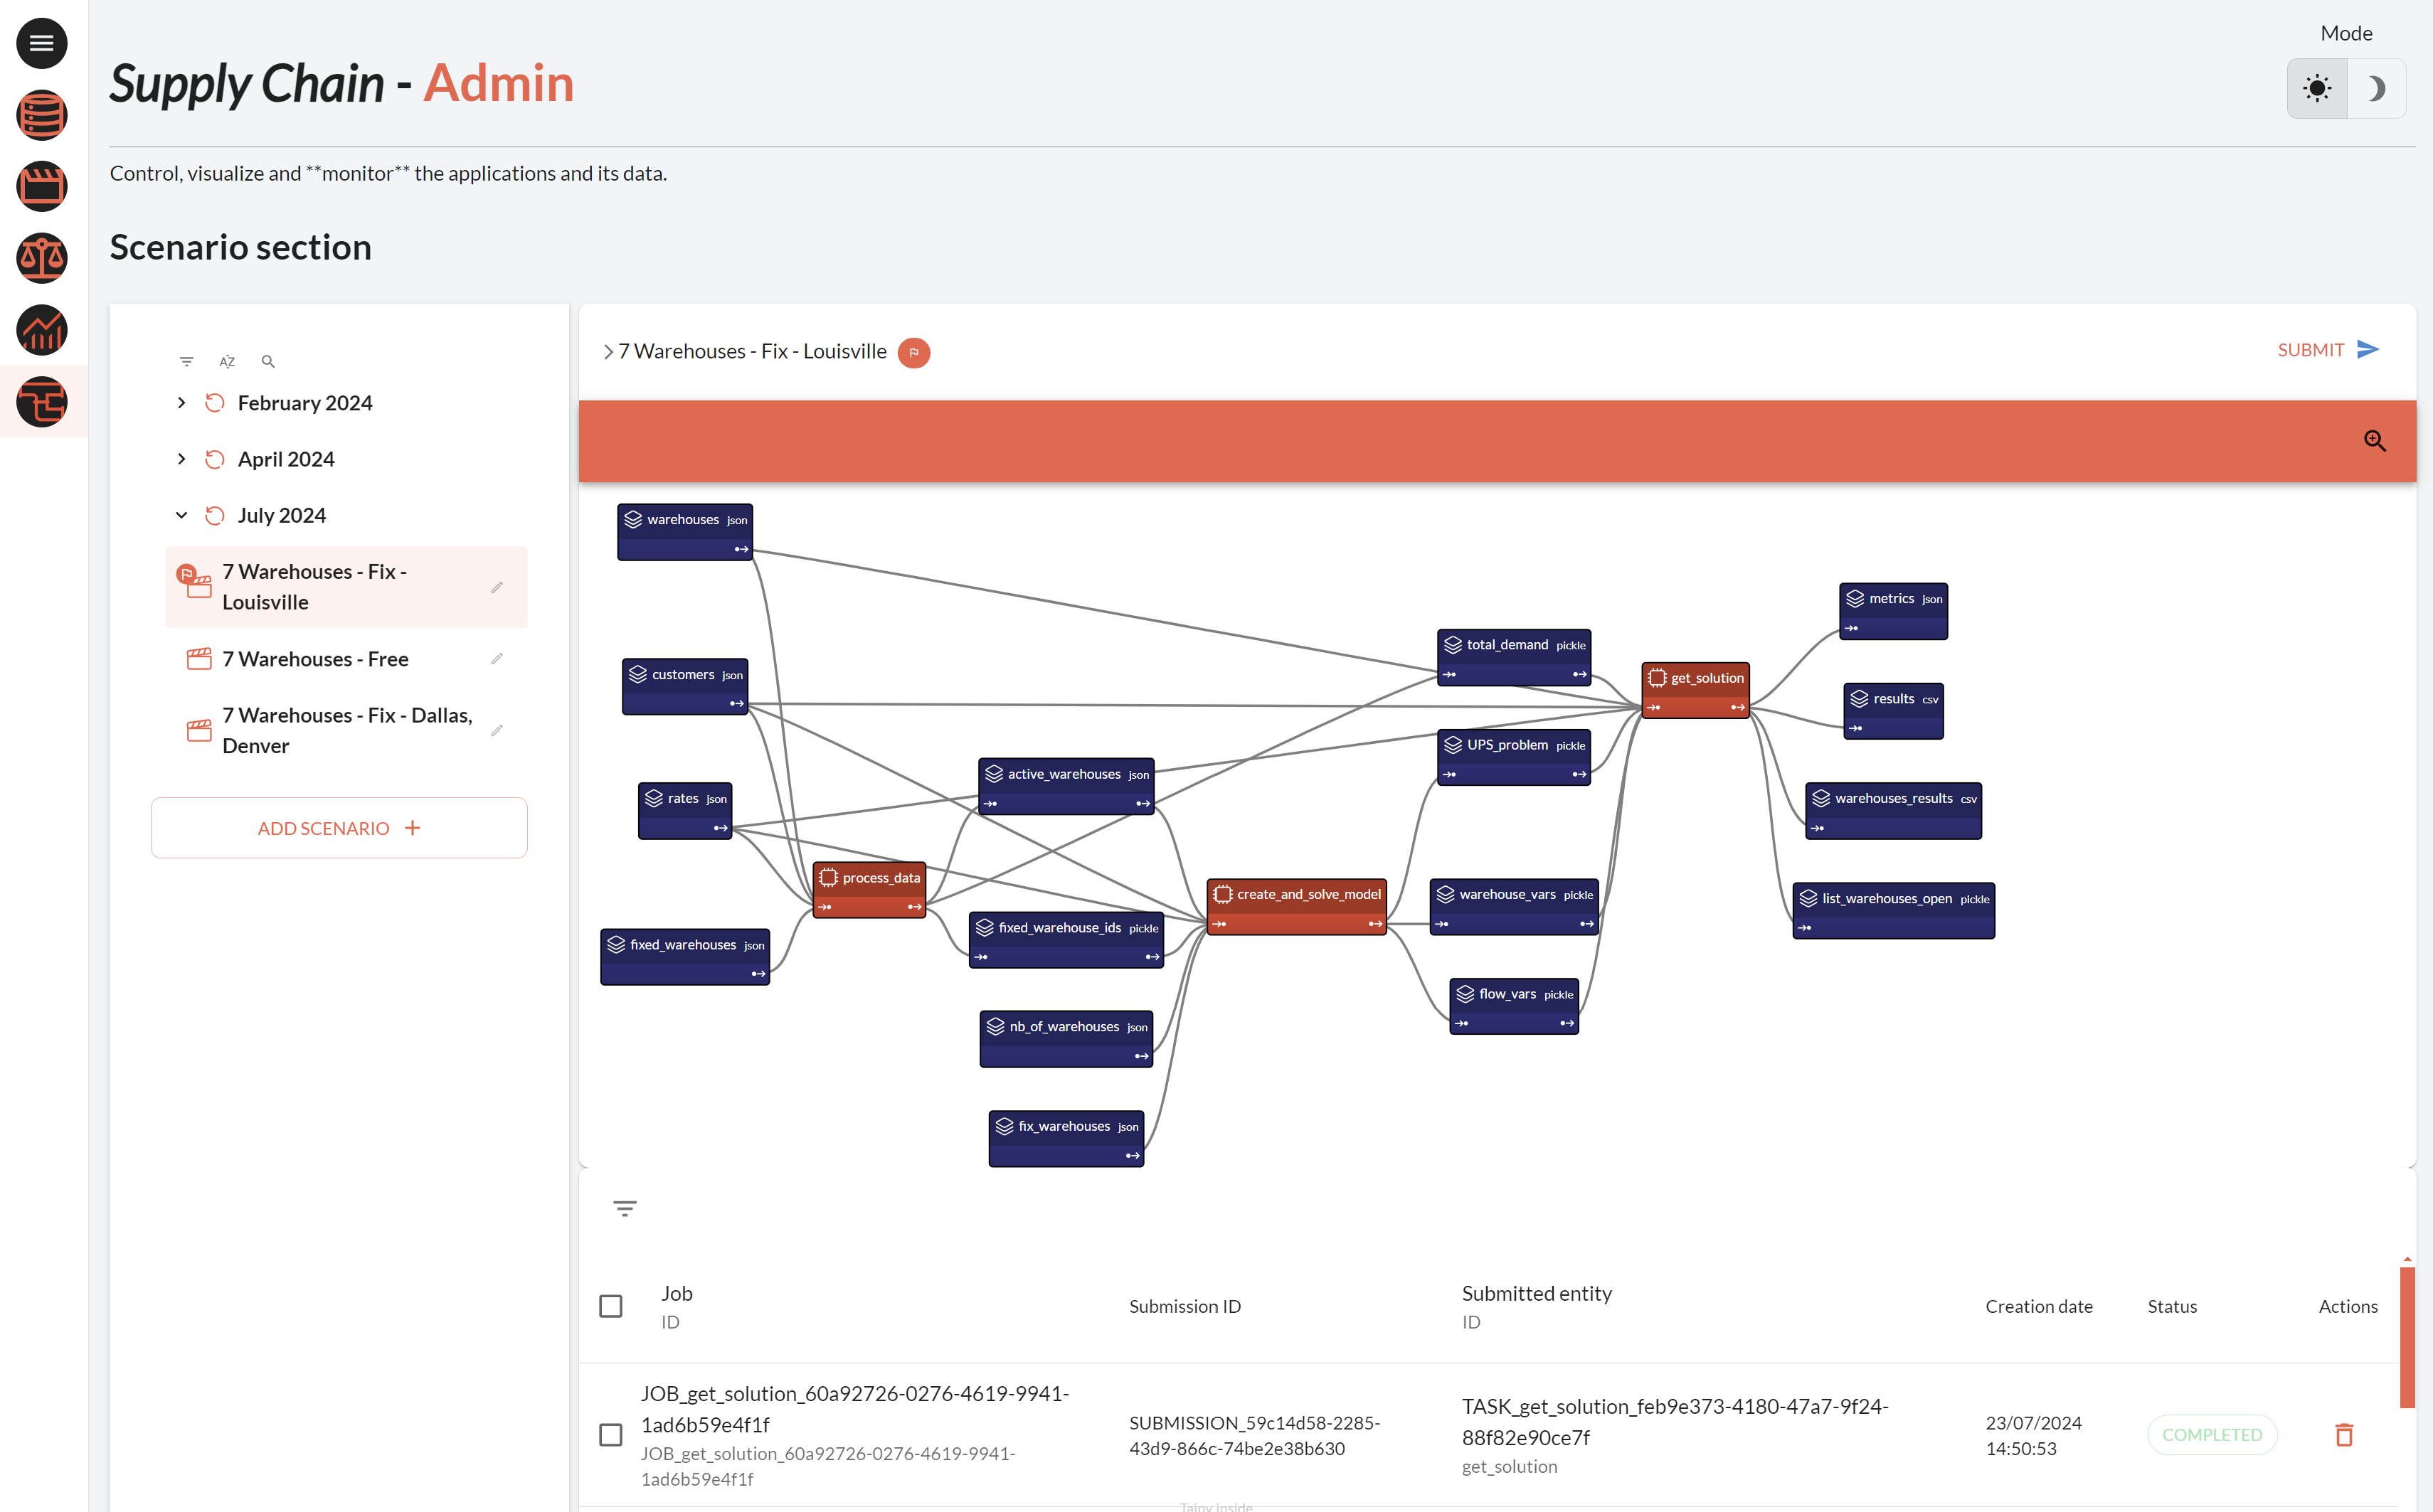 Mode
Supply Chain - Admin
Control, visualize and **monitor** the applications and its data.
Scenario section
February 2024
April 2024
July 2024
7 Warehouses - Fix -
Louisville
7 Warehouses - Free
7 Warehouses - Fix - Dallas,
Denver
ADD SCENARIO
7 Warehouses - Fix - Louisville
SUBMIT
warehouses json
customers json
rates json
fixed_warehouses json
process_data
active_warehouses json
fixed_warehouse_ids pickle
nb_of_warehouses json
fix_warehouses json
create_and_solve_model
total_demand pickle
UPS_problem pickle
warehouse_vars pickle
flow_vars pickle
get_solution
metrics json
results csv
warehouses_results csv
list_warehouses_open pickle
Job
ID
Submission ID
Submitted entity
ID
Creation date
Status
Actions
JOB_get_solution_60a92726-0276-4619-9941-
1ad6b59e4f1f
JOB_get_solution_60a92726-0276-4619-9941-
1ad6b59e4f1f
SUBMISSION_59c14d58-2285-
43d9-866c-74be2e38b630
TASK_get_solution_feb9e373-4180-47a7-9f24-
88f82e90ce7f
get_solution
23/07/2024
14:50:53
COMPLETED
Taipy inside